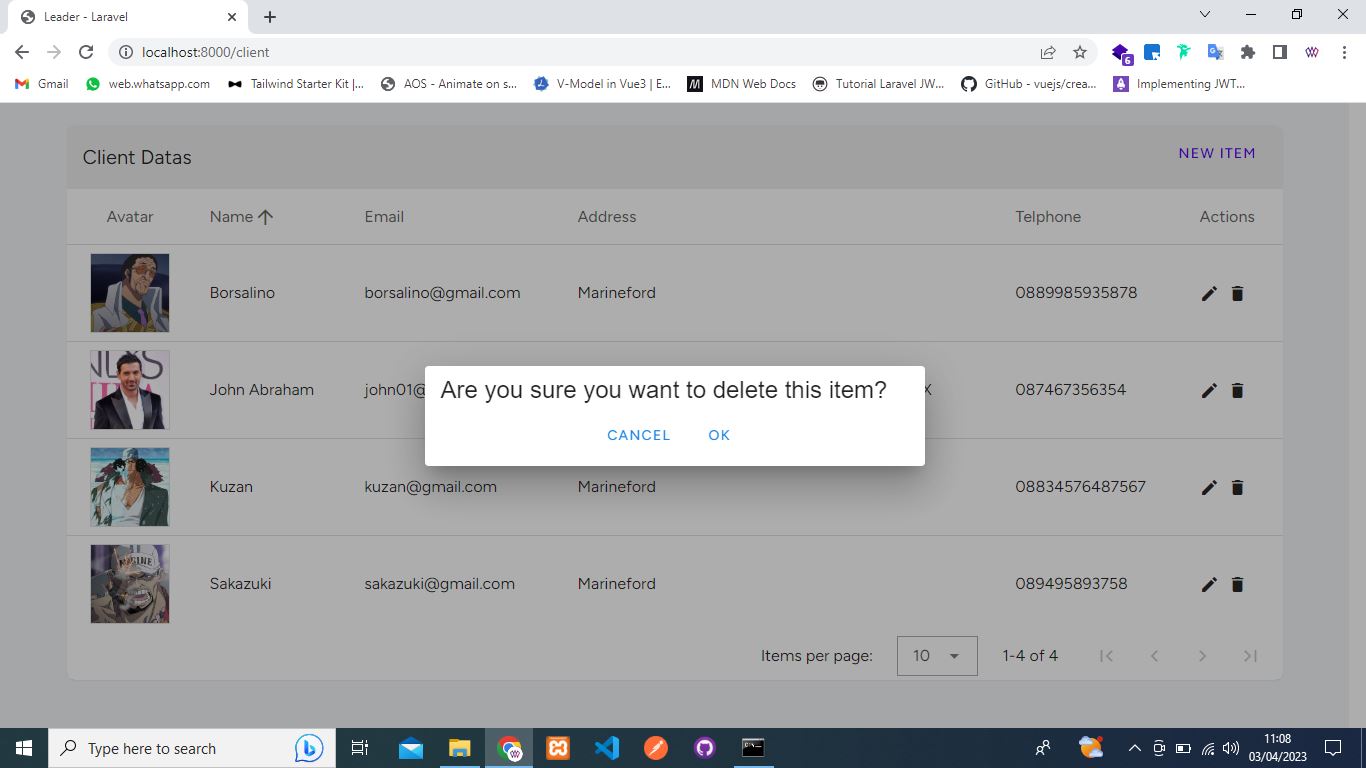 Leader - Laravel
localhost:8000/client
6
Gmail web.whatsapp.com Tailwind Starter Kit |... AOS - Animate on s... V-Model in Vue3 | E... MDN Web Docs Tutorial Laravel JW... GitHub - vuejs/crea... Implementing JWT...
Client Datas NEW ITEM
Avatar Name Email Address Telphone Actions
Borsalino borsalino@gmail.com Marineford 0889985935878
John Abraham john01@ X 087467356354
Are you sure you want to delete this item?
CANCEL OK
Kuzan kuzan@gmail.com Marineford 08834576487567
Sakazuki sakazuki@gmail.com Marineford 089495893758
Items per page: 10 1-4 of 4
Type here to search
11:08
03/04/2023